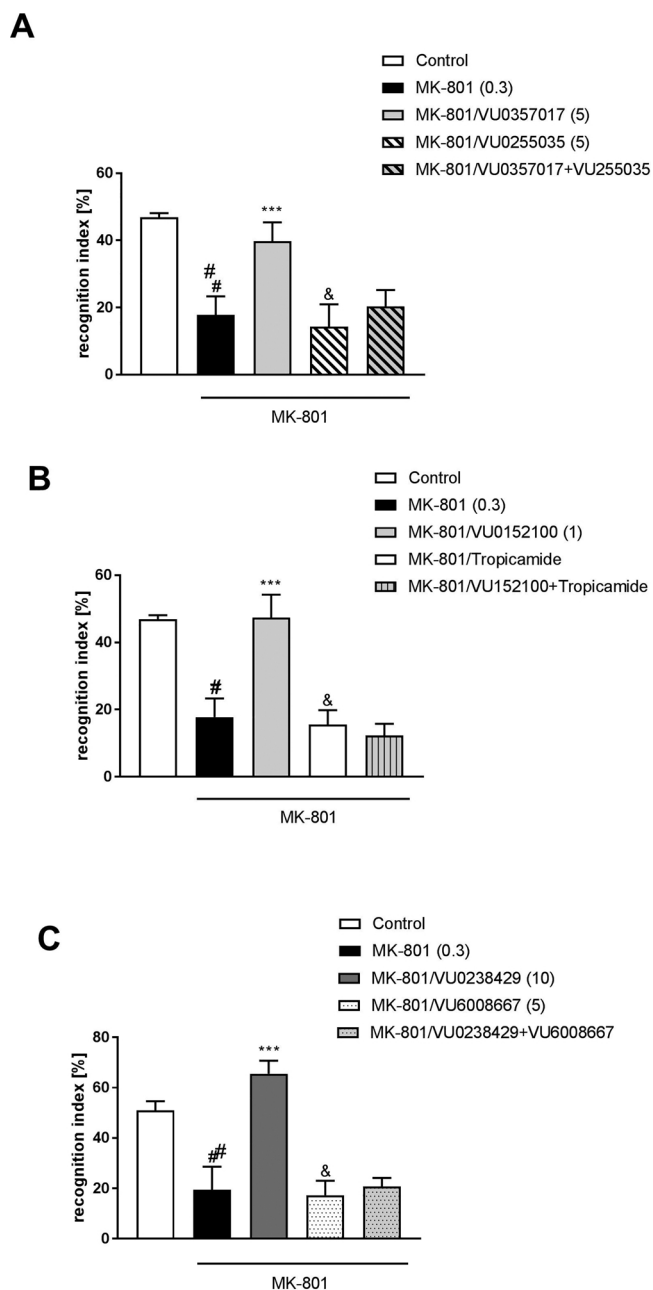 A
Control
MK-801 (0.3)
MK-801/VU0357017 (5)
MK-801/VU0255035 (5)
MK-801/VU0357017+VU255035
recognition index [%]
60
40
20
0
***
#
#
&
MK-801
B
Control
MK-801 (0.3)
MK-801/VU0152100 (1)
MK-801/Tropicamide
MK-801/VU152100+Tropicamide
recognition index [%]
60
40
20
0
***
#
&
MK-801
C
Control
MK-801 (0.3)
MK-801/VU0238429 (10)
MK-801/VU6008667 (5)
MK-801/VU0238429+VU6008667
recognition index [%]
80
60
40
20
0
***
##
&
MK-801